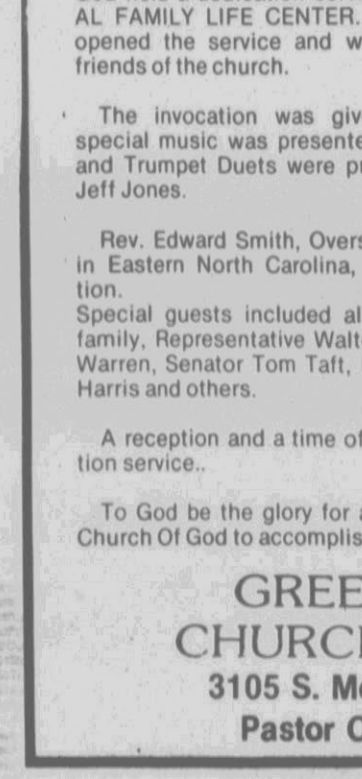 AL FAMILY LIFE CENTER.
opened the service and w
friends of the church.
The invocation was giv
special music was presente
and Trumpet Duets were p
Jeff Jones.
Rev. Edward Smith, Overs
in Eastern North Carolina,
tion.
Special guests included al
family, Representative Walt
Warren, Senator Tom Taft,
Harris and others.
A reception and a time of
tion service..
To God be the glory for a
Church Of God to accomplis
GREE
CHURCH
3105 S. Me
Pastor C